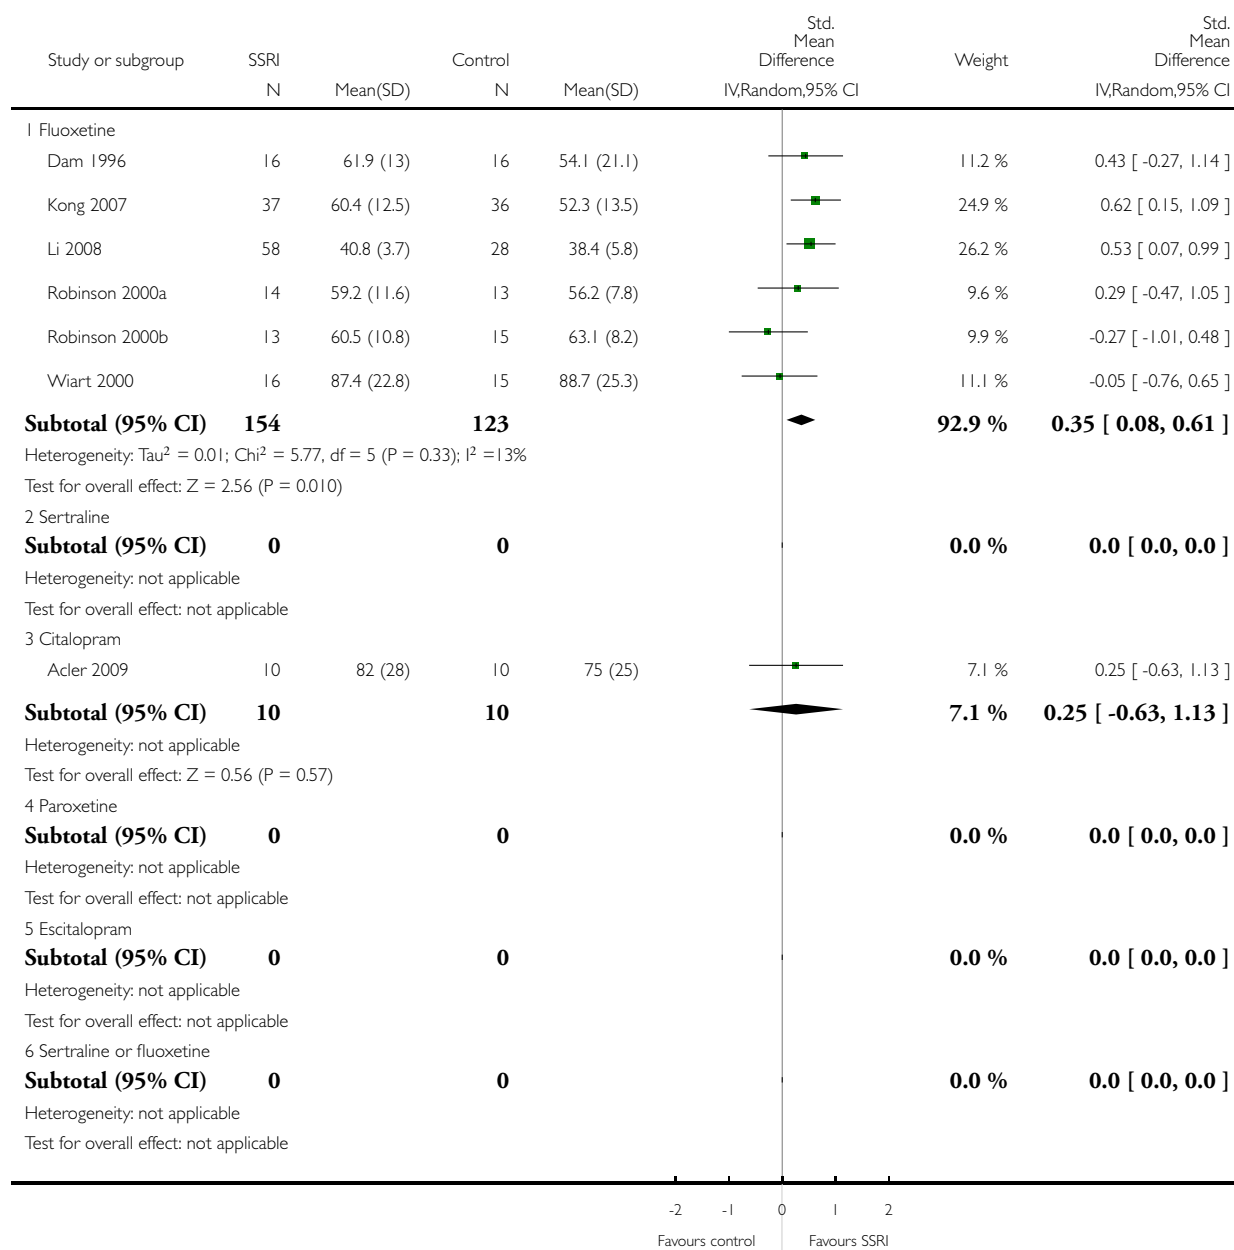 Std.
Mean
Difference
Std.
Mean
Difference
Study or subgroup SSRI Control Weight
N Mean(SD) N Mean(SD) IV,Random,95% CI IV,Random,95% CI
1 Fluoxetine
Dam 1996 16 61.9 (13) 16 54.1 (21.1) 11.2 % 0.43 [ -0.27, 1.14 ]
Kong 2007 37 60.4 (12.5) 36 52.3 (13.5) 24.9 % 0.62 [ 0.15, 1.09 ]
Li 2008 58 40.8 (3.7) 28 38.4 (5.8) 26.2 % 0.53 [ 0.07, 0.99 ]
Robinson 2000a 14 59.2 (11.6) 13 56.2 (7.8) 9.6 % 0.29 [ -0.47, 1.05 ]
Robinson 2000b 13 60.5 (10.8) 15 63.1 (8.2) 9.9 % -0.27 [ -1.01, 0.48 ]
Wiart 2000 16 87.4 (22.8) 15 88.7 (25.3) 11.1 % -0.05 [ -0.76, 0.65 ]
Subtotal (95% CI) 154 123 92.9 % 0.35 [ 0.08, 0.61 ]
Heterogeneity: Tau² = 0.01; Chi² = 5.77, df = 5 (P = 0.33); I² =13%
Test for overall effect: Z = 2.56 (P = 0.010)
2 Sertraline
Subtotal (95% CI) 0 0 0.0 % 0.0 [ 0.0, 0.0 ]
Heterogeneity: not applicable
Test for overall effect: not applicable
3 Citalopram
Acler 2009 10 82 (28) 10 75 (25) 7.1 % 0.25 [ -0.63, 1.13 ]
Subtotal (95% CI) 10 10 7.1 % 0.25 [ -0.63, 1.13 ]
Heterogeneity: not applicable
Test for overall effect: Z = 0.56 (P = 0.57)
4 Paroxetine
Subtotal (95% CI) 0 0 0.0 % 0.0 [ 0.0, 0.0 ]
Heterogeneity: not applicable
Test for overall effect: not applicable
5 Escitalopram
Subtotal (95% CI) 0 0 0.0 % 0.0 [ 0.0, 0.0 ]
Heterogeneity: not applicable
Test for overall effect: not applicable
6 Sertraline or fluoxetine
Subtotal (95% CI) 0 0 0.0 % 0.0 [ 0.0, 0.0 ]
Heterogeneity: not applicable
Test for overall effect: not applicable
-2 -1 0 1 2
Favours control Favours SSRI